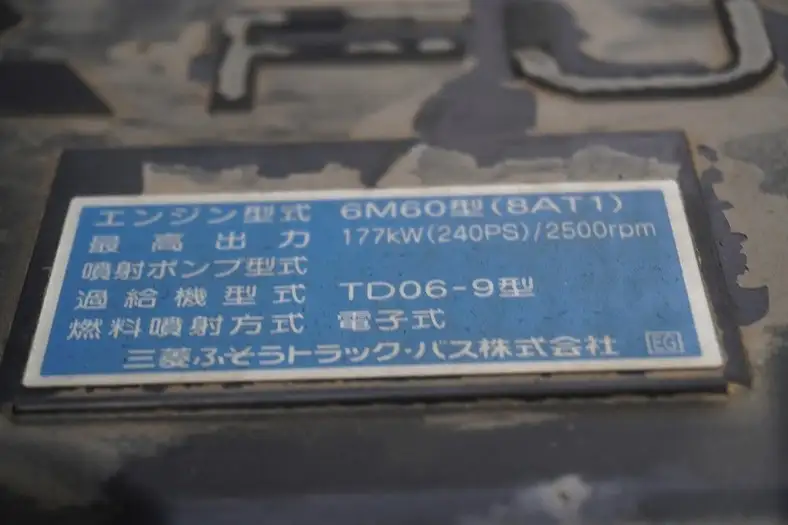 エンジン型式 6M60型(8AT1)
最高出力 177kW(240PS)/2500rpm
噴射ポンプ型式
過給機型式 TD06-9型
燃料噴射方式 電子式
三菱ふそうトラック・バス株式会社 EG